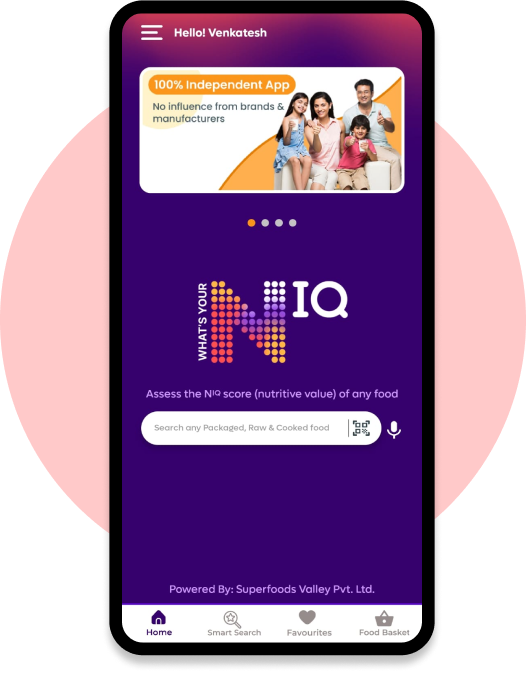 Hello! Venkatesh
100% Independent App
No influence from brands &
manufacturers
WHAT'S YOUR
N IQ
Assess the Nᴵᵠ score (nutritive value) of any food
Search any Packaged, Raw & Cooked food
Powered By: Superfoods Valley Pvt. Ltd.
Home
Smart Search
Favourites
Food Basket